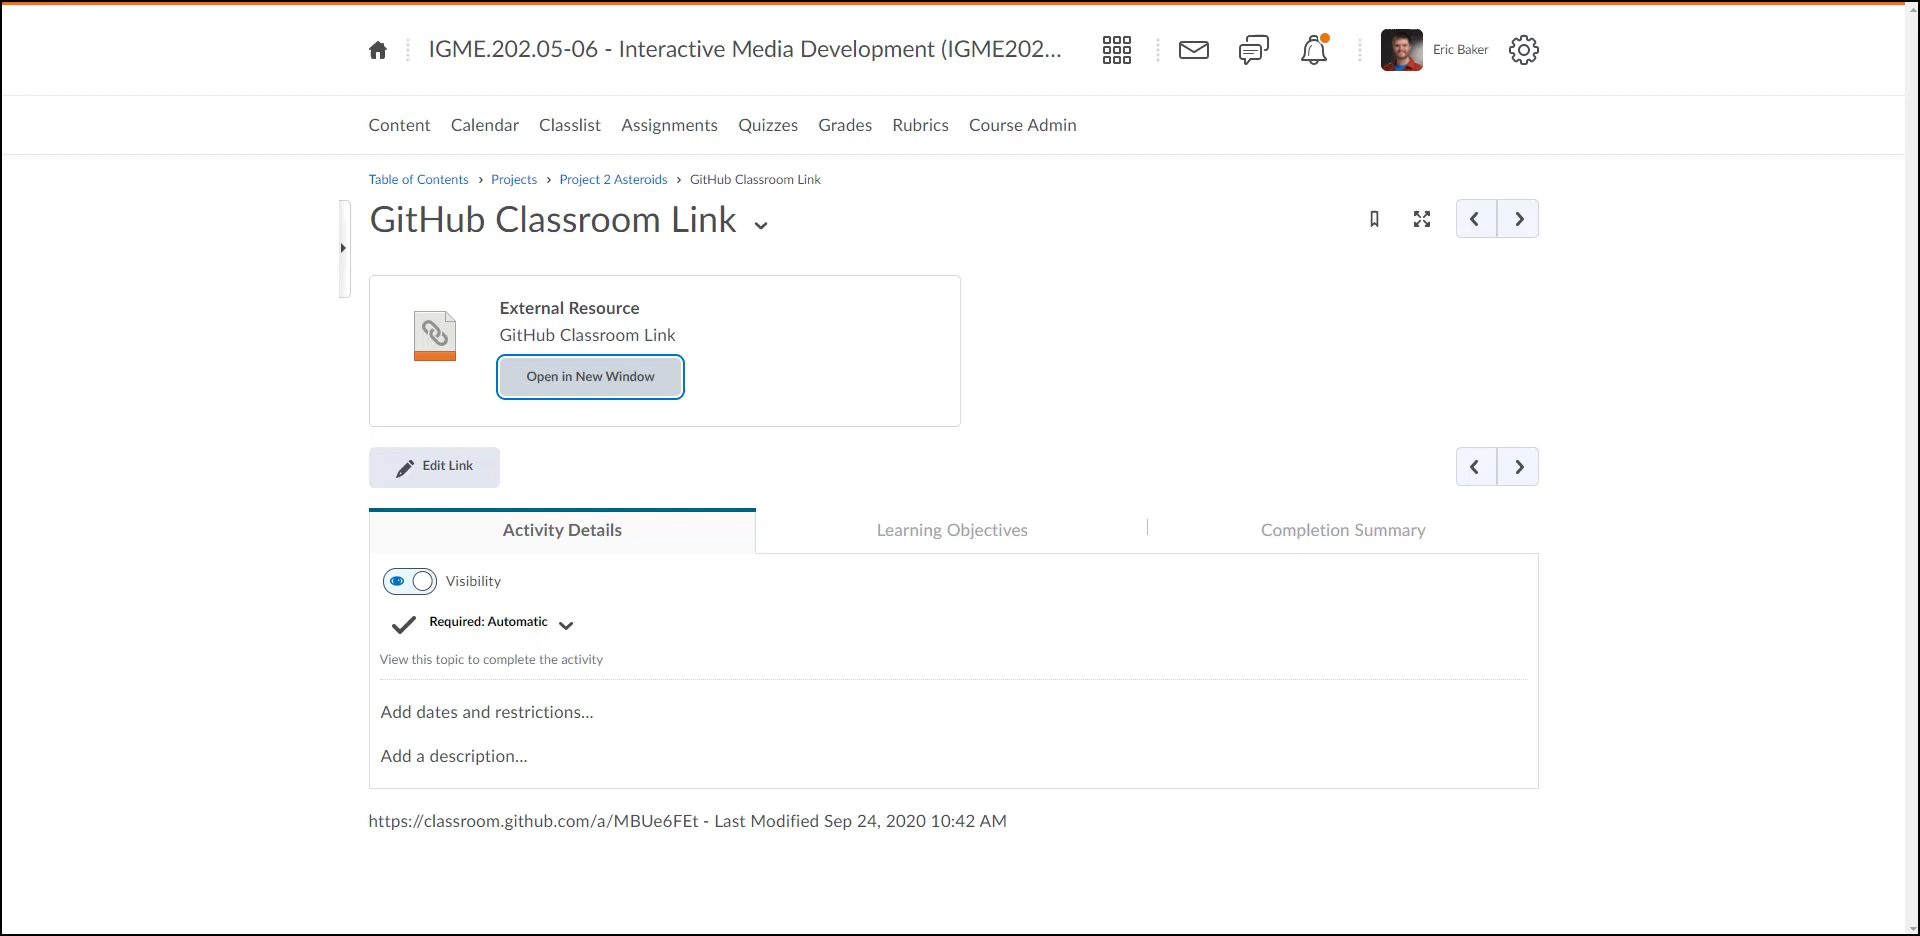 IGME.202.05-06 - Interactive Media Development (IGME202...
Eric Baker
Content Calendar Classlist Assignments Quizzes Grades Rubrics Course Admin
Table of Contents › Projects › Project 2 Asteroids › GitHub Classroom Link
GitHub Classroom Link
External Resource
GitHub Classroom Link
Open in New Window
Edit Link
Activity Details Learning Objectives Completion Summary
Visibility
Required: Automatic
View this topic to complete the activity
Add dates and restrictions...
Add a description...
https://classroom.github.com/a/MBUe6FEt - Last Modified Sep 24, 2020 10:42 AM